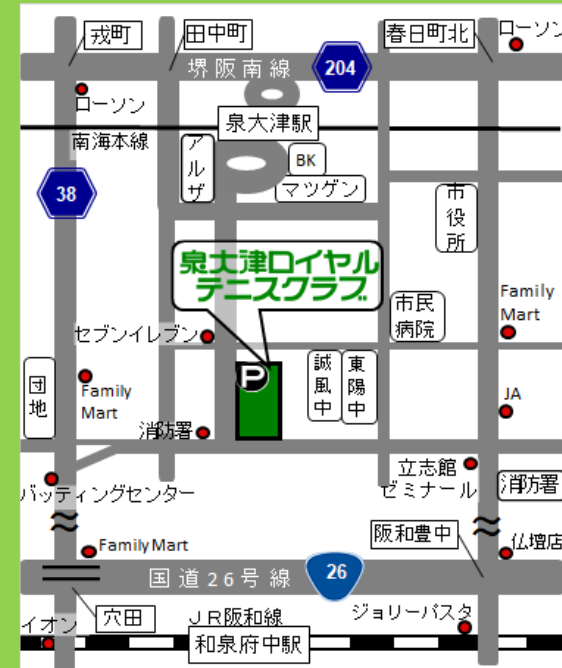 戎町
田中町
春日町北
ローソン
堺阪南線
204
ローソン
泉大津駅
南海本線
アルザ
BK
マツゲン
38
市役所
泉大津ロイヤル
テニスクラブ
Family
Mart
市民
病院
セブンイレブン
P
誠風中
東陽中
団地
Family
Mart
JA
消防署
立志館
ゼミナール
消防署
バッティングセンター
阪和豊中
仏壇店
FamilyMart
国道26号線
26
イオン
穴田
JR阪和線
和泉府中駅
ジョリーパスタ